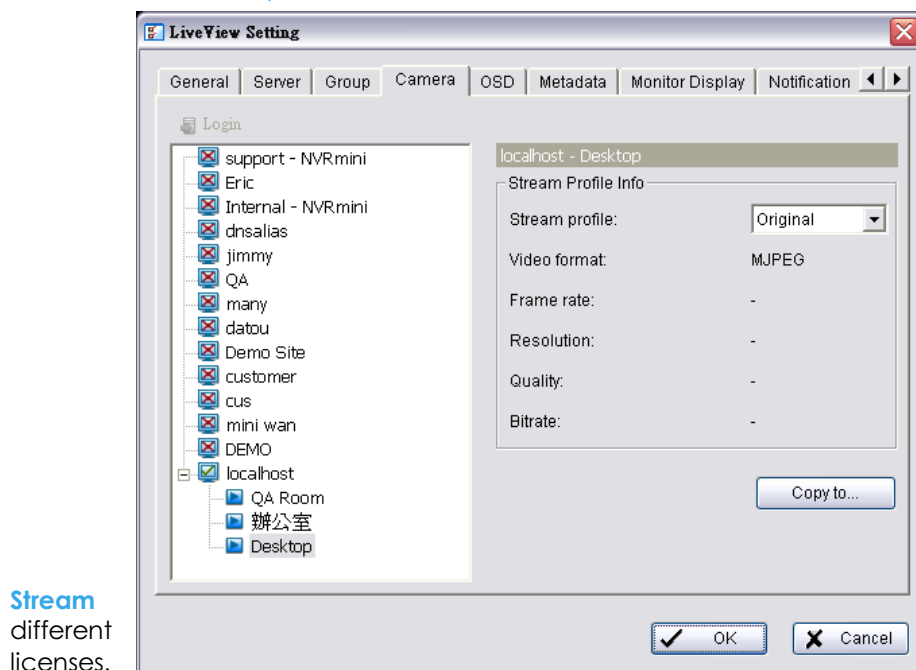 LiveView Setting
General Server Group Camera OSD Metadata Monitor Display Notification
Login
support - NVRmini
Eric
Internal - NVRmini
dnsalias
jimmy
QA
many
datou
Demo Site
customer
cus
mini wan
DEMO
localhost
QA Room
辦公室
Desktop
localhost - Desktop
Stream Profile Info
Stream profile: Original
Video format: MJPEG
Frame rate: -
Resolution: -
Quality: -
Bitrate: -
Copy to...
OK Cancel
Stream
different
licenses.